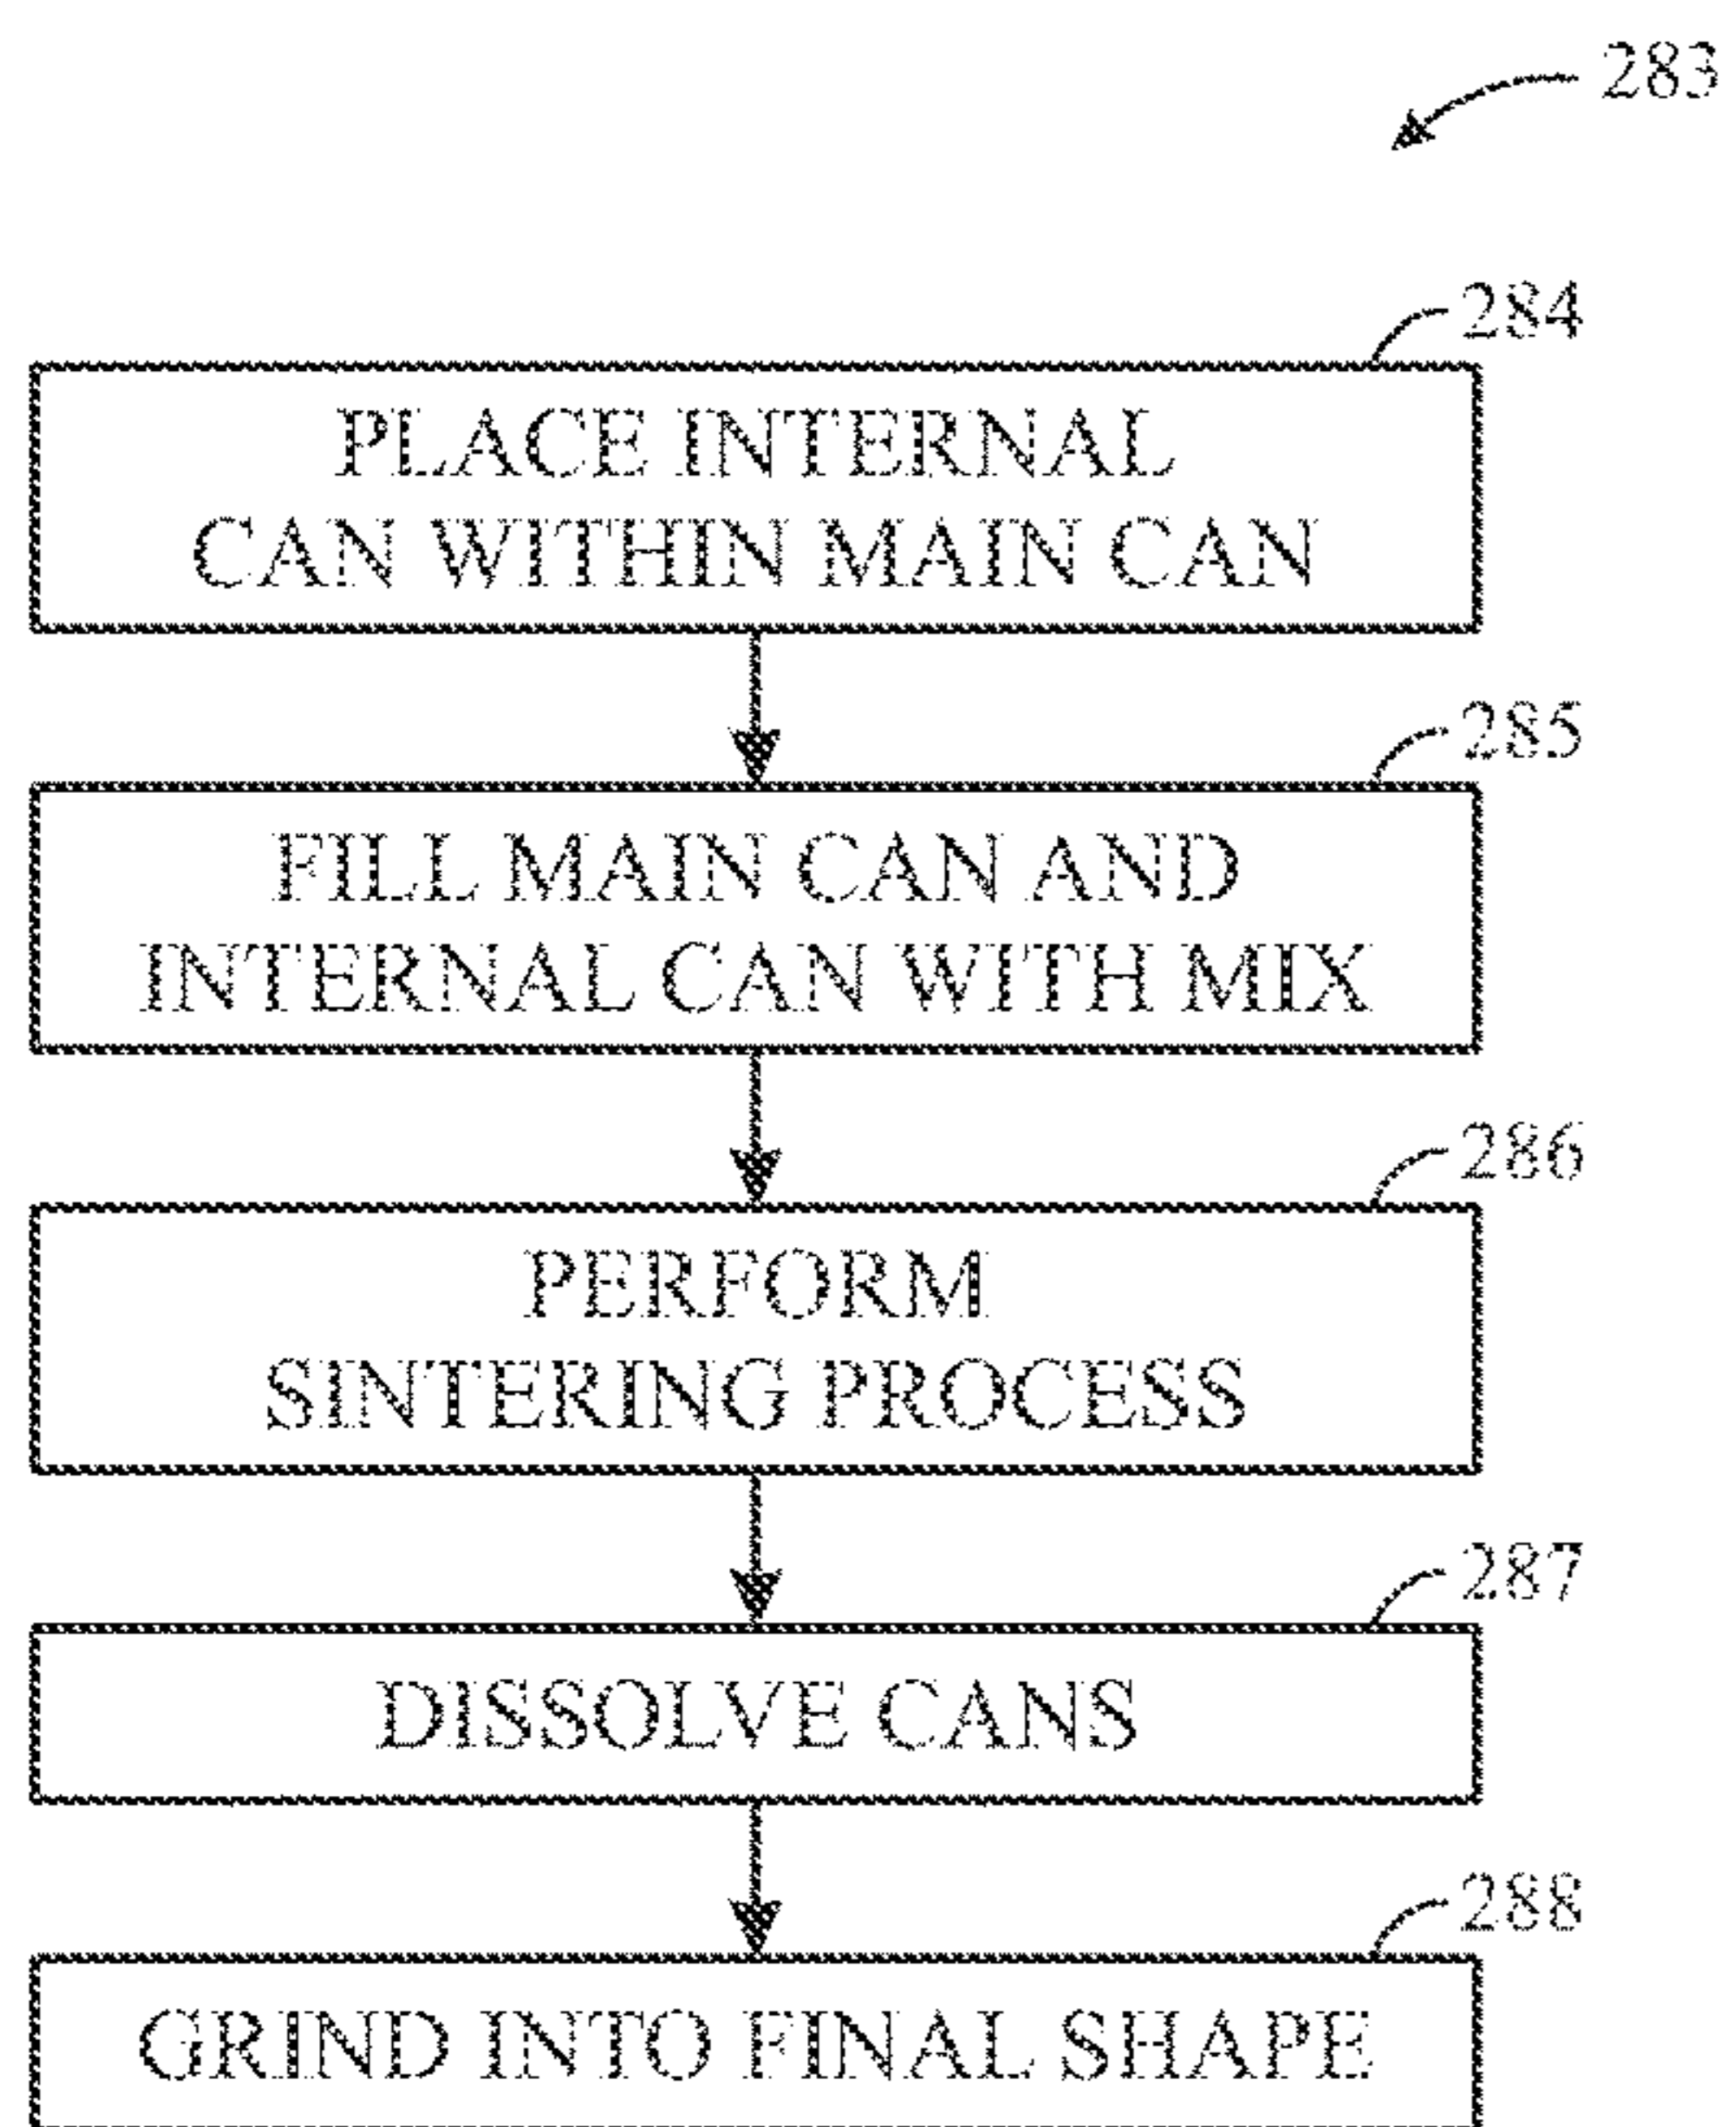 283
284
PLACE INTERNAL
CAN WITHIN MAIN CAN
285
FILL MAIN CAN AND
INTERNAL CAN WITH MIX
286
PERFORM
SINTERING PROCESS
287
DISSOLVE CANS
288
GRIND INTO FINAL SHAPE